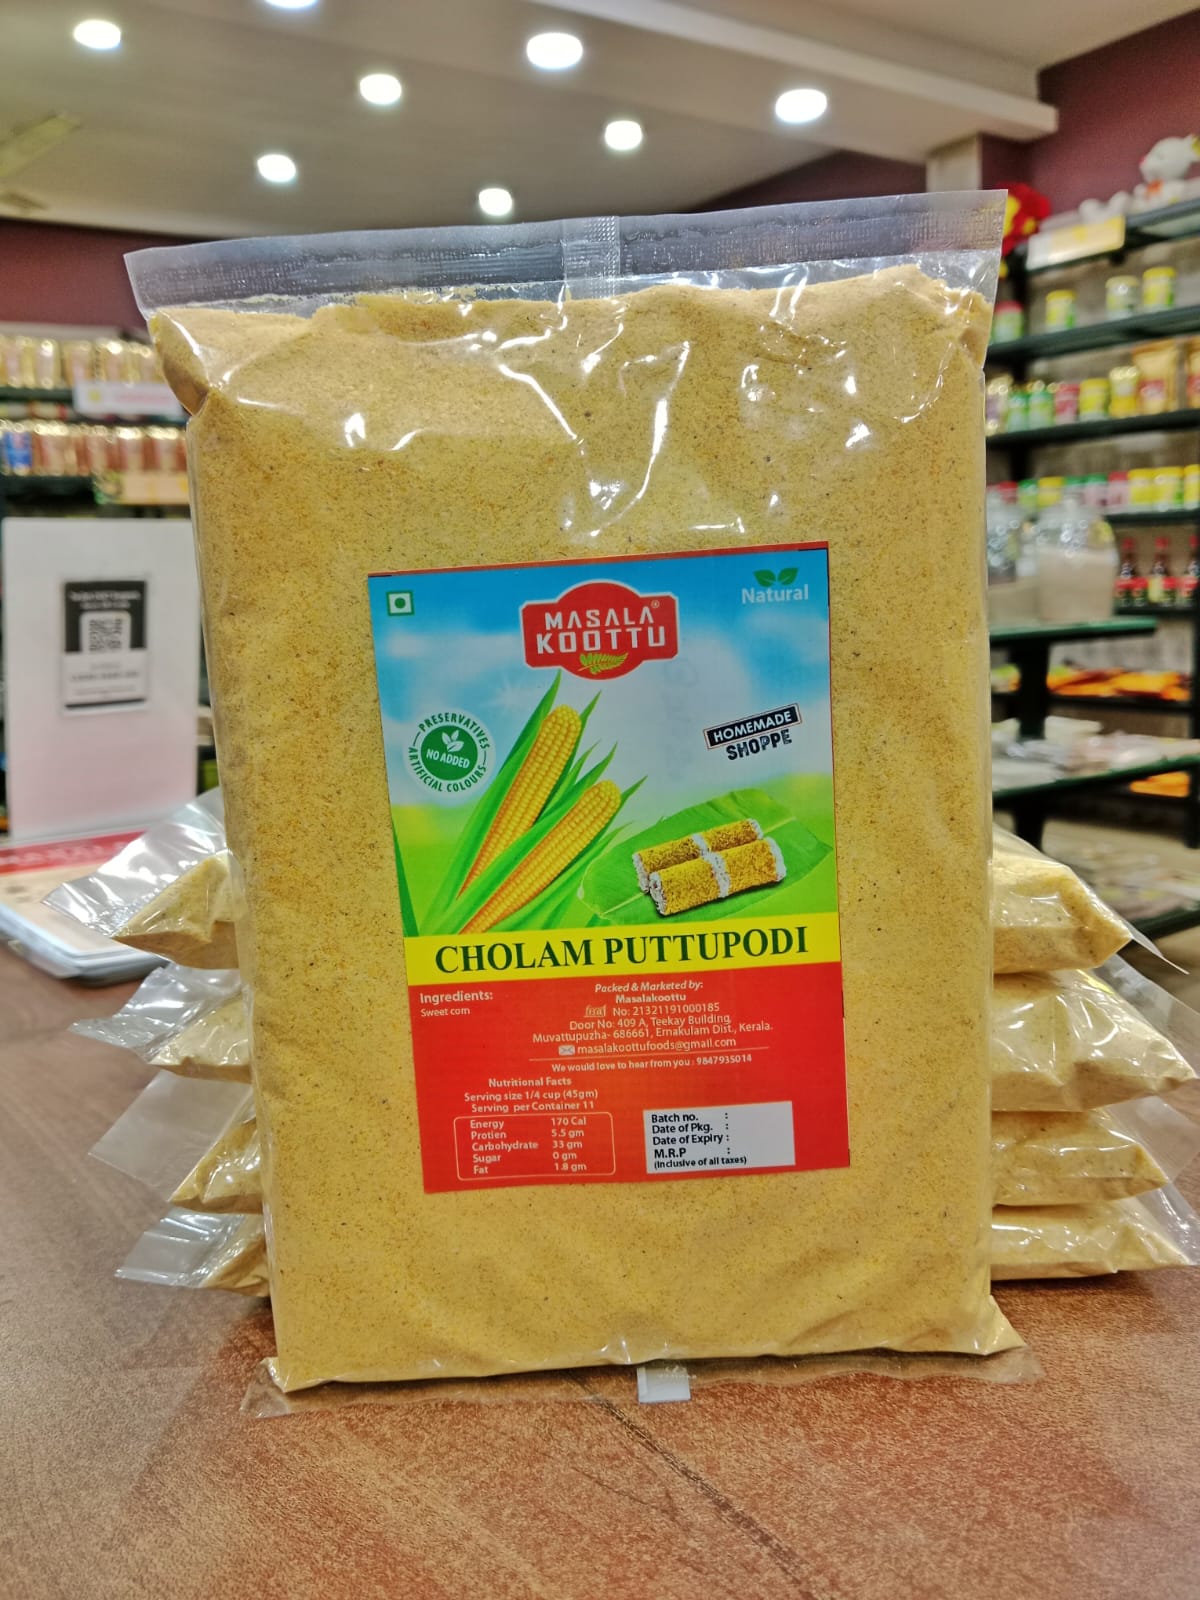 MASALA®
KOOTTU
Natural
PRESERVATIVES
NO ADDED
ARTIFICIAL COLOURS
HOMEMADE
SHOPPE
CHOLAM PUTTUPODI
Ingredients:
Sweet corn
Packed & Marketed by:
Masalakoottu
fssai No: 21321191000185
Door No: 409 A, Teekay Building,
Muvattupuzha- 686661, Ernakulam Dist., Kerala.
masalakoottufoods@gmail.com
We would love to hear from you : 9847935014
Nutritional Facts
Serving size 1/4 cup (45gm)
Serving per Container 11
Energy 170 Cal
Protien 5.5 gm
Carbohydrate 33 gm
Sugar 0 gm
Fat 1.8 gm
Batch no. :
Date of Pkg. :
Date of Expiry :
M.R.P :
(Inclusive of all taxes)